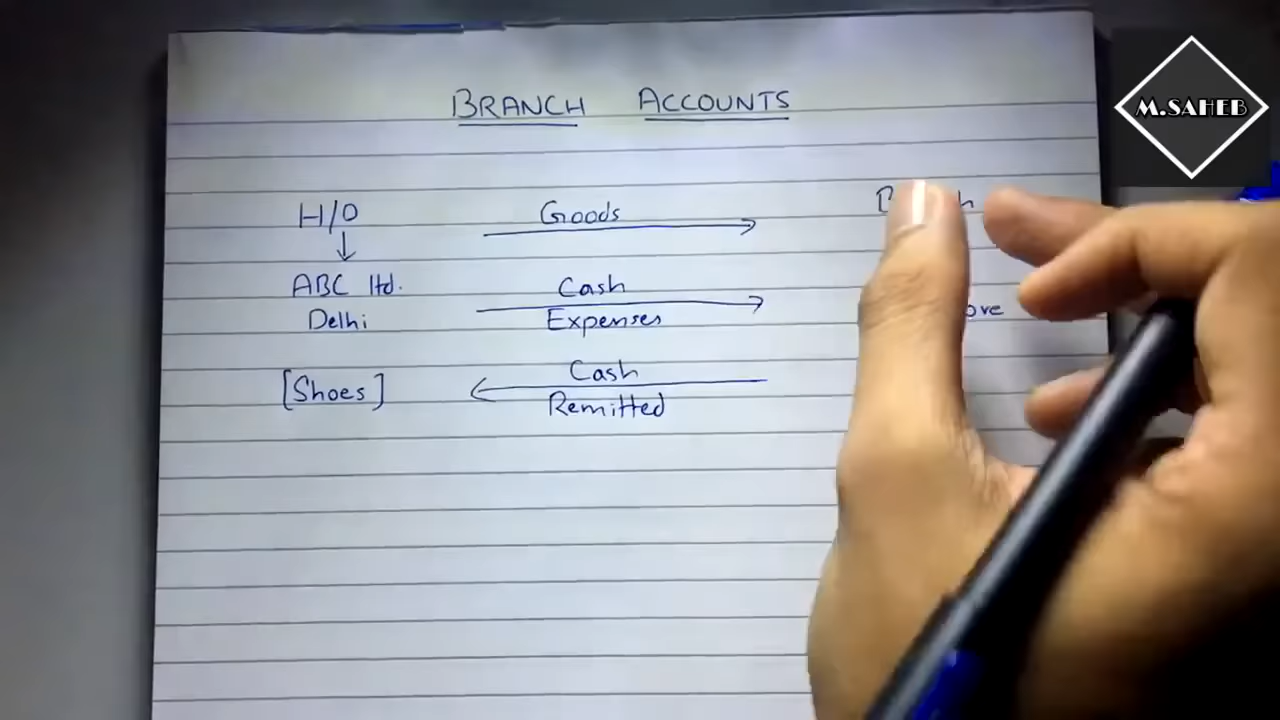 BRANCH ACCOUNTS
M.SAHEB
H/O Goods
ABC ltd. Cash
Delhi Expenses
[Shoes] Cash
Remitted